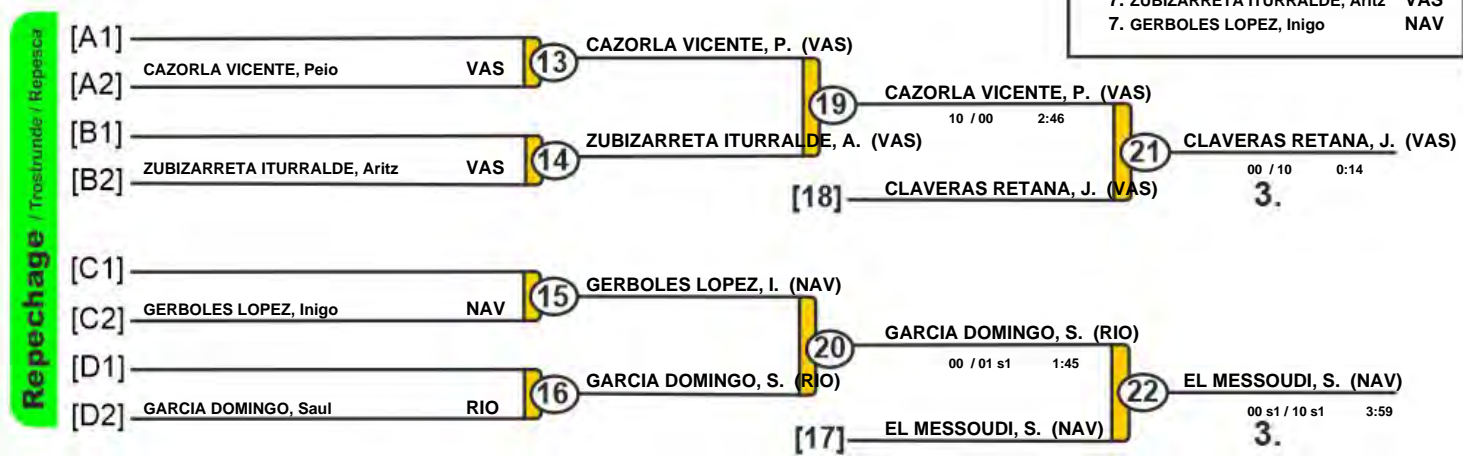 7. ZUBIZARRETA ITURRALDE, Aritz VAS
7. GERBOLES LOPEZ, Inigo NAV
Repechage / Trostrunde / Repesca
[A1]
[A2] CAZORLA VICENTE, Peio VAS
13
CAZORLA VICENTE, P. (VAS)
[B1]
[B2] ZUBIZARRETA ITURRALDE, Aritz VAS
14
ZUBIZARRETA ITURRALDE, A. (VAS)
19
CAZORLA VICENTE, P. (VAS)
10 / 00 2:46
[18] CLAVERAS RETANA, J. (VAS)
21
CLAVERAS RETANA, J. (VAS)
00 / 10 0:14
3.
[C1]
[C2] GERBOLES LOPEZ, Inigo NAV
15
GERBOLES LOPEZ, I. (NAV)
[D1]
[D2] GARCIA DOMINGO, Saul RIO
16
GARCIA DOMINGO, S. (RIO)
20
GARCIA DOMINGO, S. (RIO)
00 / 01 s1 1:45
[17] EL MESSOUDI, S. (NAV)
22
EL MESSOUDI, S. (NAV)
00 s1 / 10 s1 3:59
3.